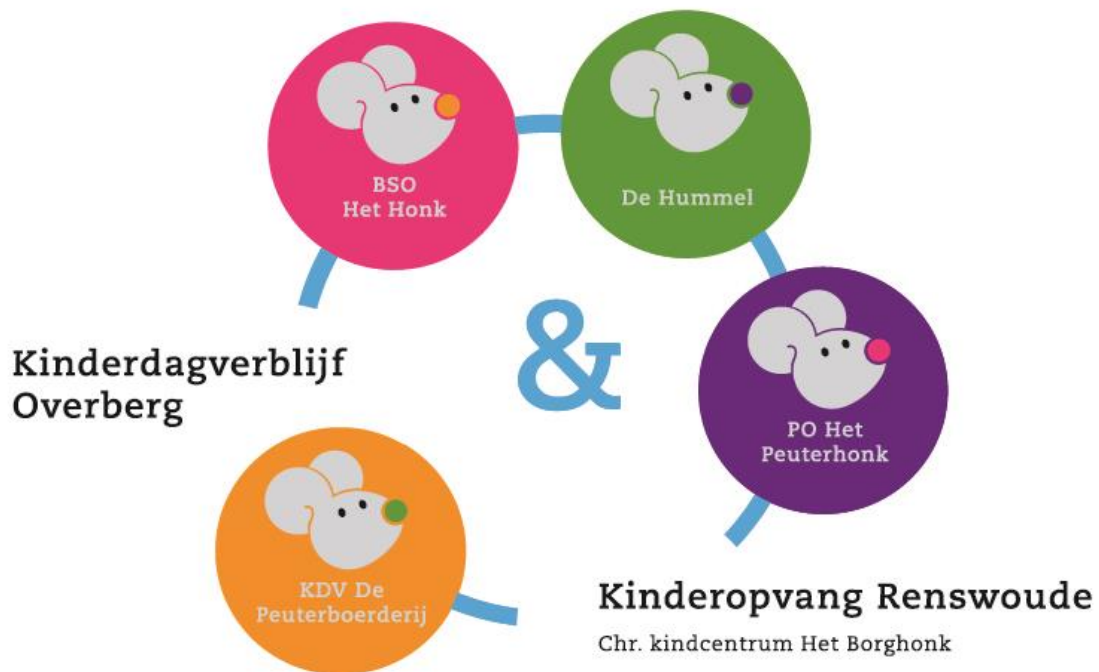 BSO
Het Honk
De Hummel
Kinderdagverblijf
Overberg
&
PO Het
Peuterhonk
KDV De
Peuterboerderij
Kinderopvang Renswoude
Chr. kindcentrum Het Borghonk